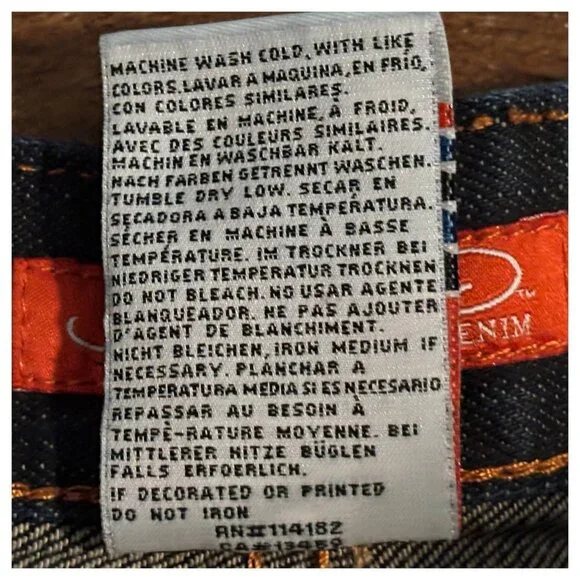 MACHINE WASH COLD, WITH LIKE
COLORS. LAVAR A MAQUINA, EN FRIO,
CON COLORES SIMILARES.
LAVABLE EN MACHINE, À FROID,
AVEC DES COULEURS SIMILAIRES.
MACHIN EN WASCHBAR KALT.
NACH FARBEN GETRENNT WASCHEN.
TUMBLE DRY LOW. SECAR EN
SECADORA A BAJA TEMPERATURA.
SÉCHER EN MACHINE À BASSE
TEMPÉRATURE. IM TROCKNER BEI
NIEDRIGER TEMPERATUR TROCKNEN
DO NOT BLEACH. NO USAR AGENTE
BLANQUEADOR. NE PAS AJOUTER
D'AGENT DE BLANCHIMENT.
NICHT BLEICHEN, IRON MEDIUM IF
NECESSARY. PLANCHAR A
TEMPERATURA MEDIA SI ES NECESARIO
REPASSAR AU BESOIN À
TEMPÈ-RATURE MOYENNE. BEI
MITTLERER HITZE BÜGLEN
FALLS ERFOERLICH.
IF DECORATED OR PRINTED
DO NOT IRON
RN#114182
CA#13459
TM
ENIM